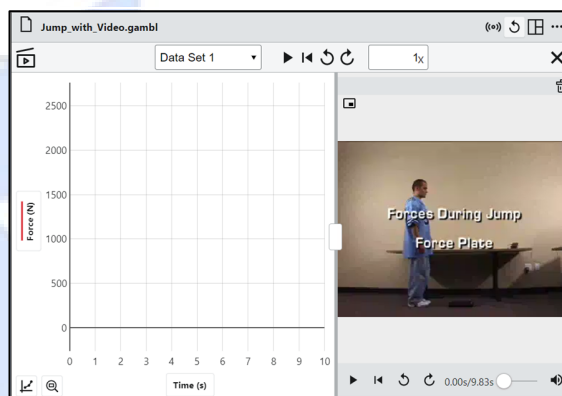 Jump_with_Video.gambl
Data Set 1
1x
2500
2000
1500
1000
500
0
Force (N)
0 1 2 3 4 5 6 7 8 9 10
Time (s)
Forces During Jump
Force Plate
0.00s/9.83s